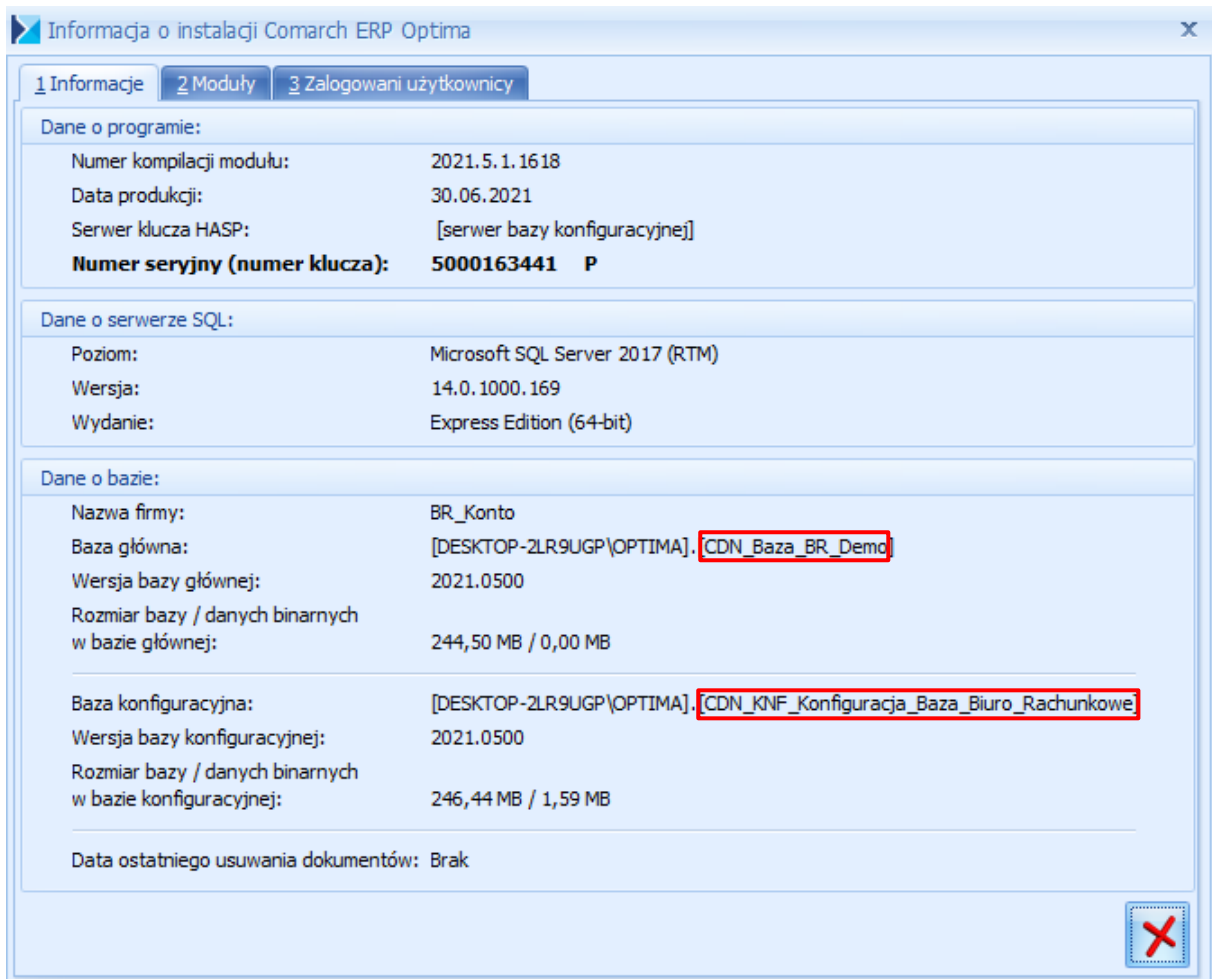 Informacja o instalacji Comarch ERP Optima x
1 Informacje 2 Moduły 3 Zalogowani użytkownicy
Dane o programie:
Numer kompilacji modułu: 2021.5.1.1618
Data produkcji: 30.06.2021
Serwer klucza HASP: [serwer bazy konfiguracyjnej]
Numer seryjny (numer klucza): 5000163441 P
Dane o serwerze SQL:
Poziom: Microsoft SQL Server 2017 (RTM)
Wersja: 14.0.1000.169
Wydanie: Express Edition (64-bit)
Dane o bazie:
Nazwa firmy: BR_Konto
Baza główna: [DESKTOP-2LR9UGP\OPTIMA].[CDN_Baza_BR_Demo]
Wersja bazy głównej: 2021.0500
Rozmiar bazy / danych binarnych
w bazie głównej: 244,50 MB / 0,00 MB
Baza konfiguracyjna: [DESKTOP-2LR9UGP\OPTIMA].[CDN_KNF_Konfiguracja_Baza_Biuro_Rachunkowe]
Wersja bazy konfiguracyjnej: 2021.0500
Rozmiar bazy / danych binarnych
w bazie konfiguracyjnej: 246,44 MB / 1,59 MB
Data ostatniego usuwania dokumentów: Brak